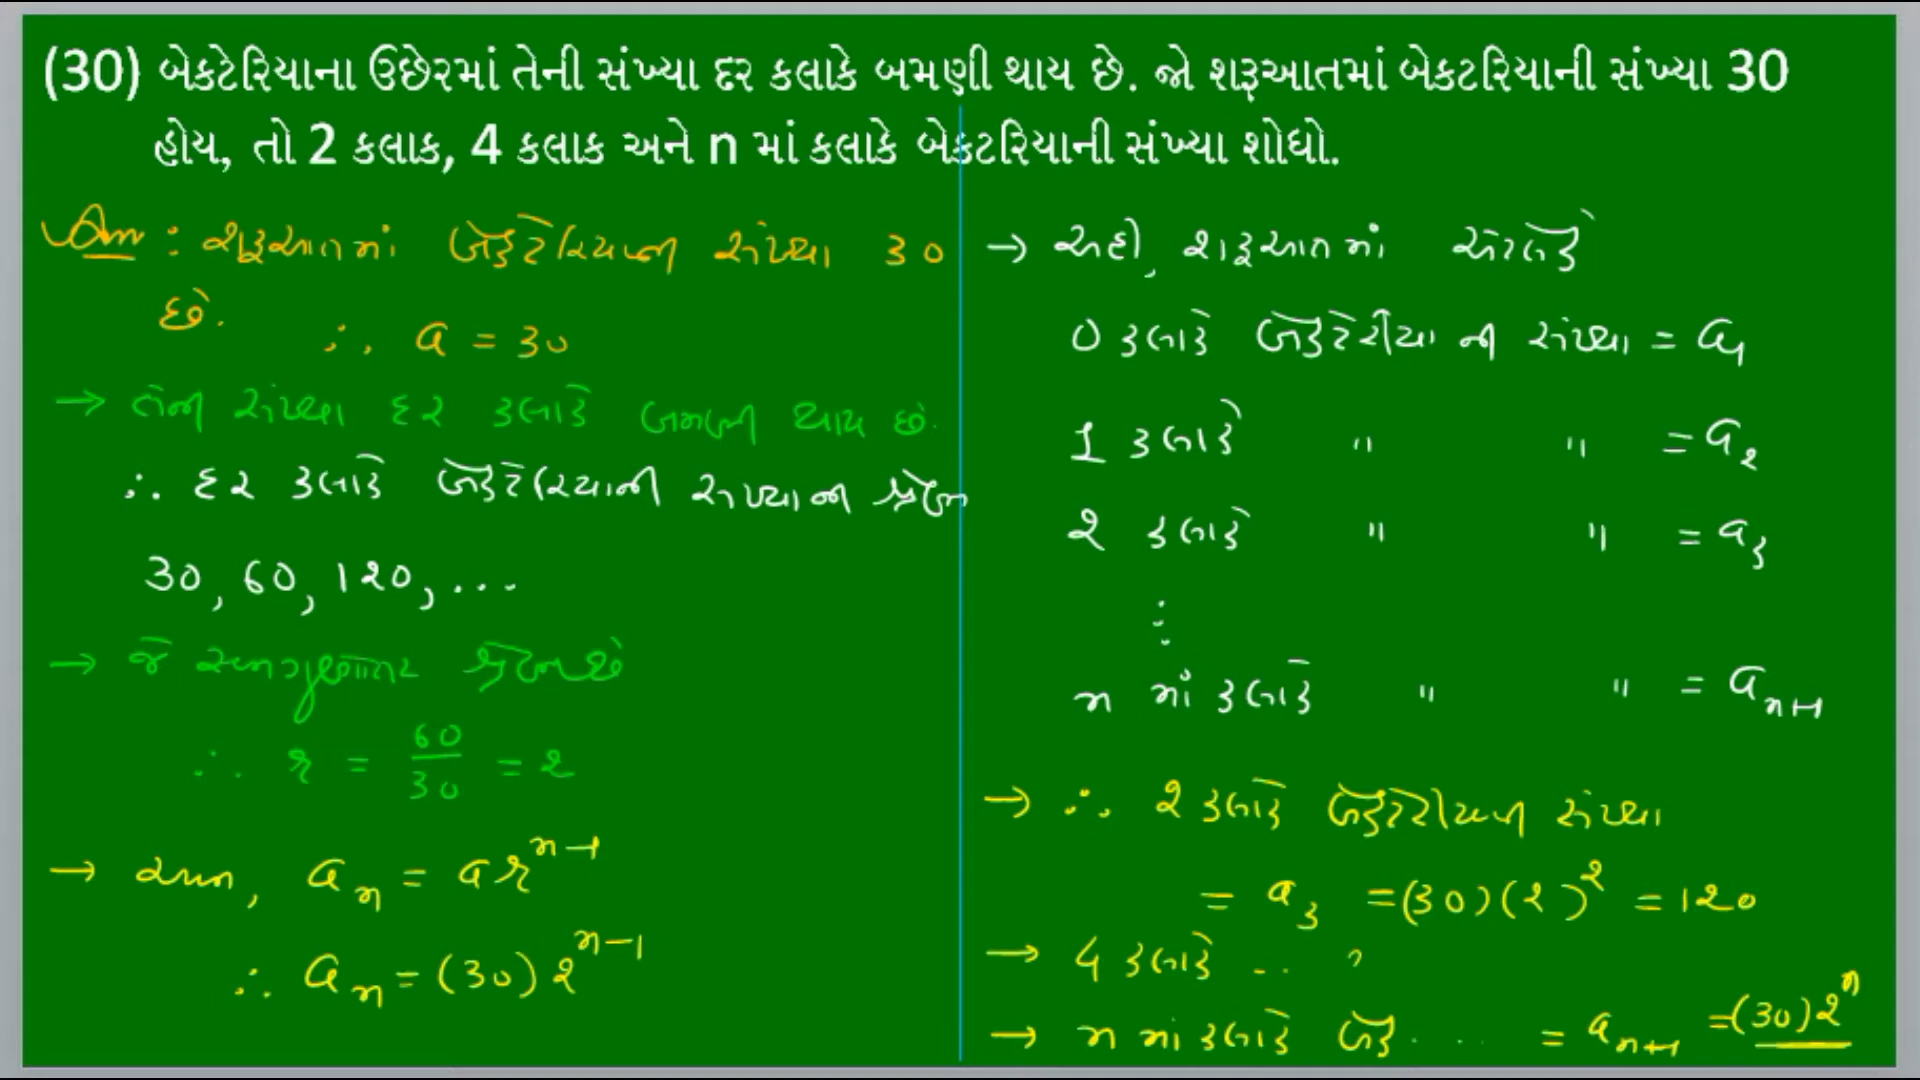 (30) બેક્ટેરિયાના ઉછેરમાં તેની સંખ્યા દર કલાકે બમણી થાય છે. જો શરૂઆતમાં બેક્ટરિયાની સંખ્યા 30
હોય, તો 2 કલાક, 4 કલાક અને n માં કલાકે બેક્ટરિયાની સંખ્યા શોધો.
Ans : શરૂઆતમાં બેક્ટેરિયાની સંખ્યા 30
છે. ∴ a = 30
→ તેની સંખ્યા દર કલાકે બમણી થાય છે.
∴ દર કલાકે બેક્ટેરિયાની સંખ્યાની શ્રેણી
30, 60, 120, ...
→ જે સમગુણોત્તર શ્રેણી છે
∴ r = 60/30 = 2
→ હવે, aₙ = arⁿ⁻¹
∴ aₙ = (30) 2ⁿ⁻¹
→ અહીં, શરૂઆતમાં એટલે
0 કલાકે બેક્ટેરીયાની સંખ્યા = a₁
1 કલાકે " " = a₂
2 કલાકે " " = a₃
⋮
n માં કલાકે " " = aₙ₊₁
→ ∴ 2 કલાકે બેક્ટેરીયાની સંખ્યા
= a₃ = (30)(2)² = 120
→ 4 કલાકે .. ?
→ n માં કલાકે બેક્ .... = aₙ₊₁ = (30)2ⁿ